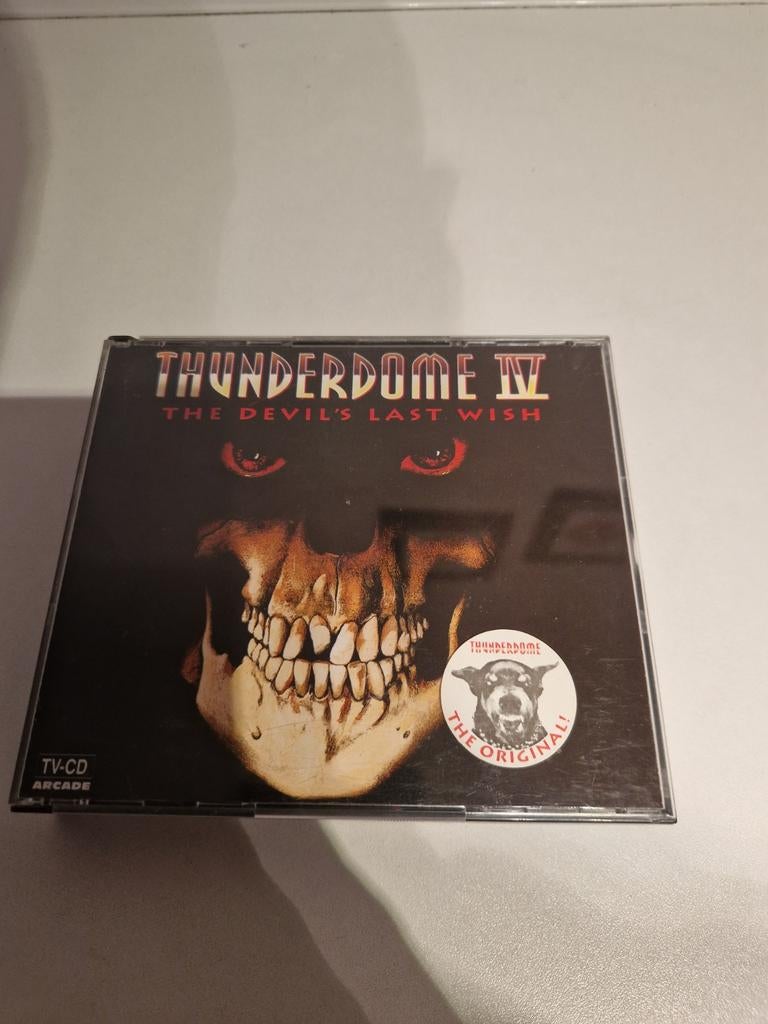 THUNDERDOME IV
THE DEVIL'S LAST WISH
THUNDERDOME
THE ORIGINAL!
TV-CD
ARCADE